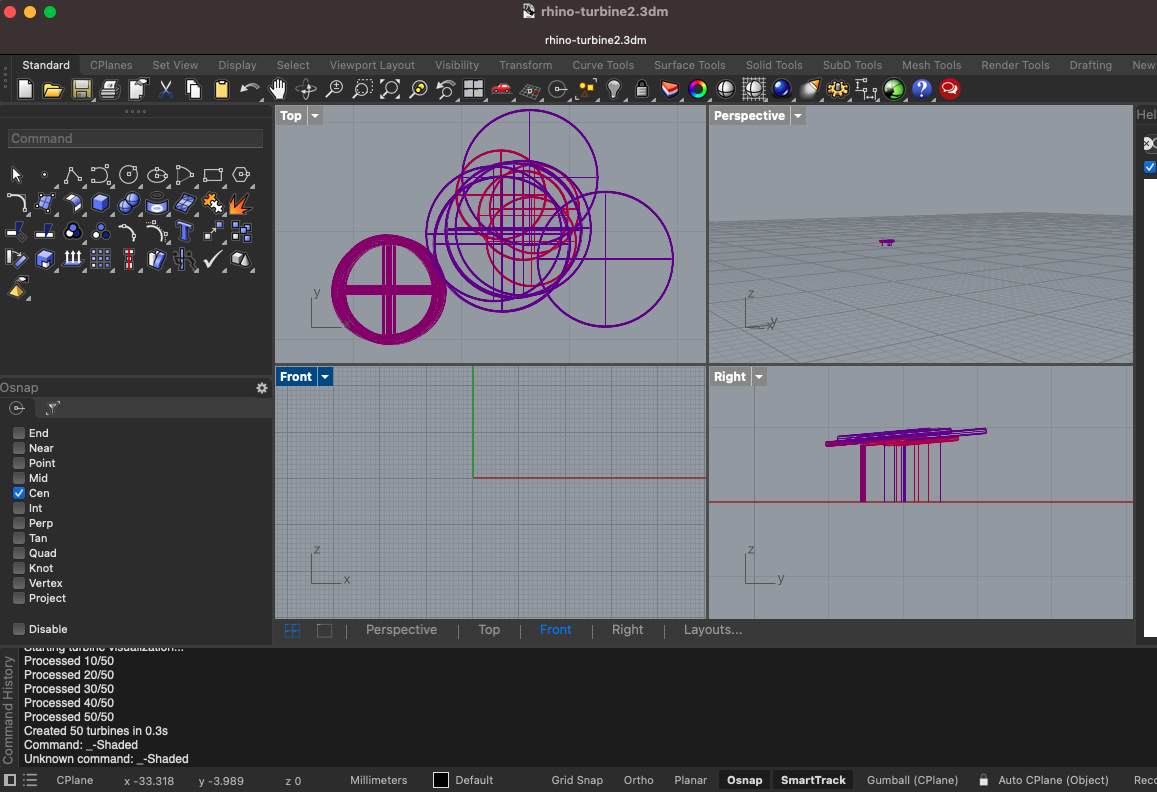 rhino-turbine2.3dm
rhino-turbine2.3dm
Standard CPlanes Set View Display Select Viewport Layout Visibility Transform Curve Tools Surface Tools Solid Tools SubD Tools Mesh Tools Render Tools Drafting New
Command
Top
Perspective
Hel
y
z
y
Osnap
End
Near
Point
Mid
Cen
Int
Perp
Tan
Quad
Knot
Vertex
Project
Disable
Front
Right
z
x
z
y
Perspective Top Front Right Layouts...
Command History
Starting turbine visualization...
Processed 10/50
Processed 20/50
Processed 30/50
Processed 40/50
Processed 50/50
Created 50 turbines in 0.3s
Command: _-Shaded
Unknown command: _-Shaded
CPlane x -33.318 y -3.989 z 0 Millimeters Default Grid Snap Ortho Planar Osnap SmartTrack Gumball (CPlane) Auto CPlane (Object) Reco